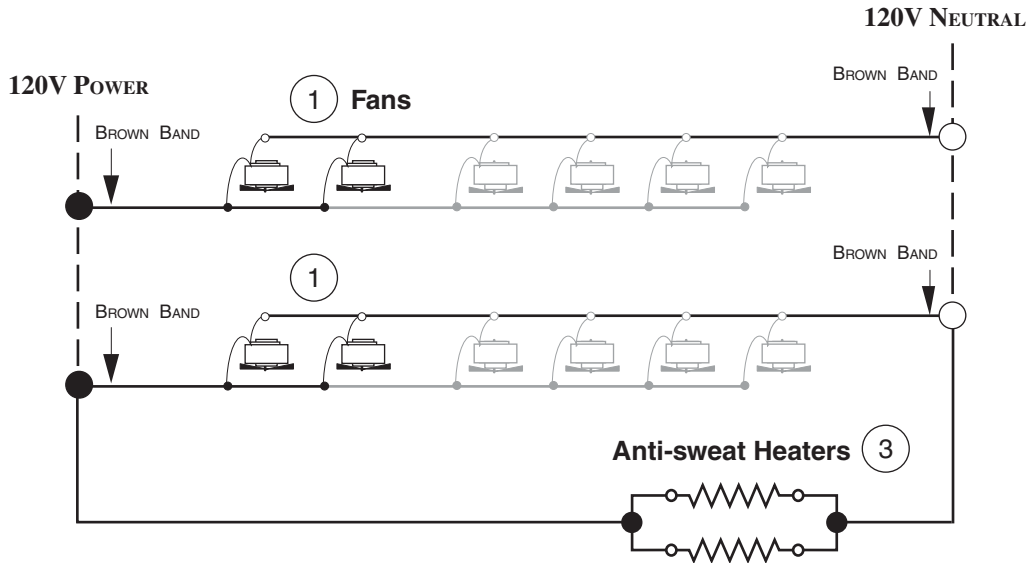 120V NEUTRAL
120V POWER
BROWN BAND
1 Fans
BROWN BAND
BROWN BAND
1
BROWN BAND
Anti-sweat Heaters 3